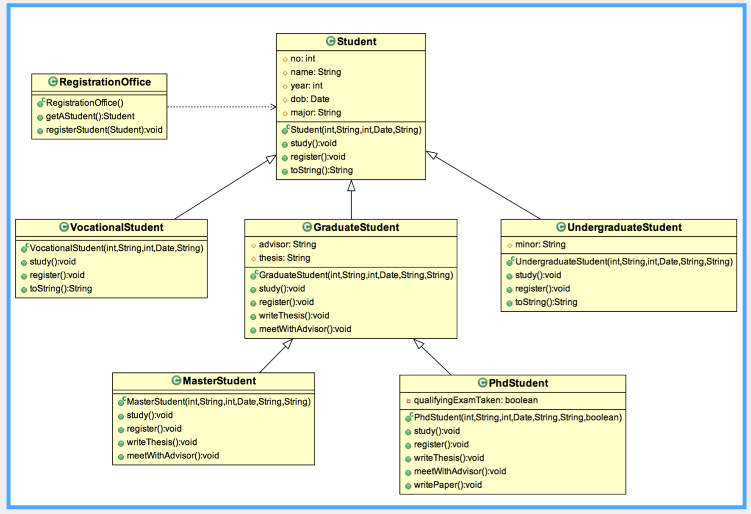 Student
no: int
name: String
year: int
dob: Date
major: String
Student(int,String,int,Date,String)
study():void
register():void
toString():String
RegistrationOffice
RegistrationOffice()
getAStudent():Student
registerStudent(Student):void
VocationalStudent
VocationalStudent(int,String,int,Date,String)
study():void
register():void
toString():String
GraduateStudent
advisor: String
thesis: String
GraduateStudent(int,String,int,Date,String,String)
study():void
register():void
writeThesis():void
meetWithAdvisor():void
UndergraduateStudent
minor: String
UndergraduateStudent(int,String,int,Date,String,String)
study():void
register():void
toString():String
MasterStudent
MasterStudent(int,String,int,Date,String,String)
study():void
register():void
writeThesis():void
meetWithAdvisor():void
PhdStudent
qualifyingExamTaken: boolean
PhdStudent(int,String,int,Date,String,String,boolean)
study():void
register():void
writeThesis():void
meetWithAdvisor():void
writePaper():void